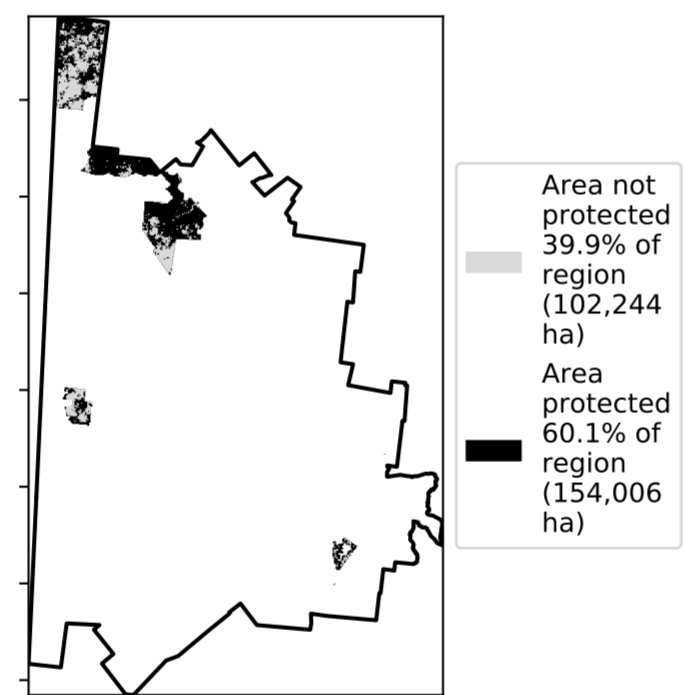 Area not
protected
39.9% of
region
(102,244
ha)
Area
protected
60.1% of
region
(154,006
ha)